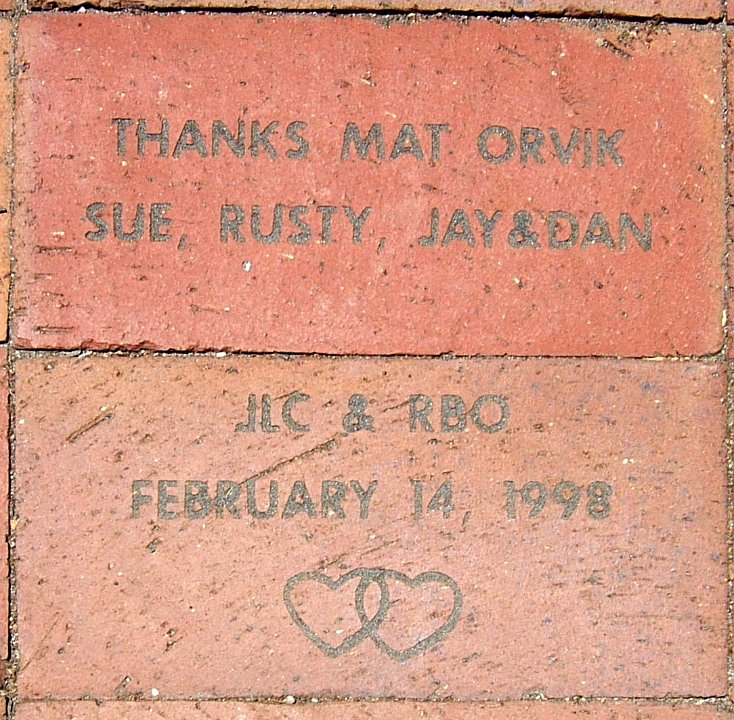 THANKS MAT ORVIK
SUE, RUSTY, JAY&DAN
JLC & RBO
FEBRUARY 14, 1998